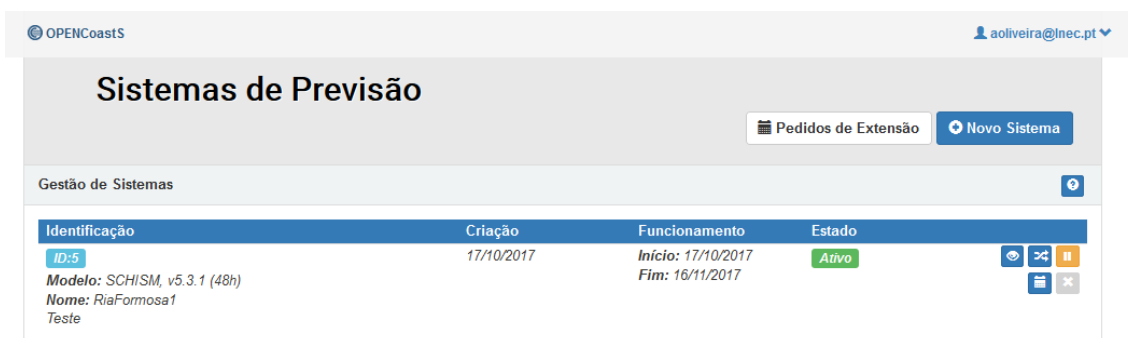 OPENCoastS
aoliveira@lnec.pt
Sistemas de Previsão
Pedidos de Extensão
Novo Sistema
Gestão de Sistemas
Identificação Criação Funcionamento Estado
ID:5 17/10/2017 Início: 17/10/2017 Ativo
Modelo: SCHISM, v5.3.1 (48h) Fim: 16/11/2017
Nome: RiaFormosa1
Teste